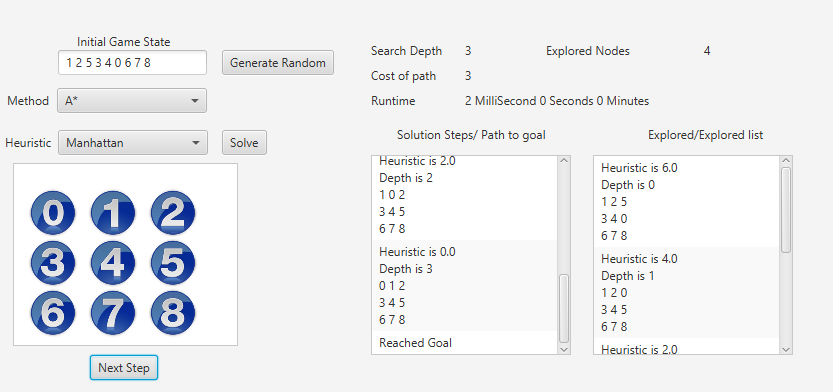 Initial Game State
1 2 5 3 4 0 6 7 8
Generate Random
Method
A*
Heuristic
Manhattan
Solve
0 1 2
3 4 5
6 7 8
Next Step
Search Depth 3
Explored Nodes 4
Cost of path 3
Runtime 2 MilliSecond 0 Seconds 0 Minutes
Solution Steps/ Path to goal
Heuristic is 2.0
Depth is 2
1 0 2
3 4 5
6 7 8
Heuristic is 0.0
Depth is 3
0 1 2
3 4 5
6 7 8
Reached Goal
Explored/Explored list
Heuristic is 6.0
Depth is 0
1 2 5
3 4 0
6 7 8
Heuristic is 4.0
Depth is 1
1 2 0
3 4 5
6 7 8
Heuristic is 2.0